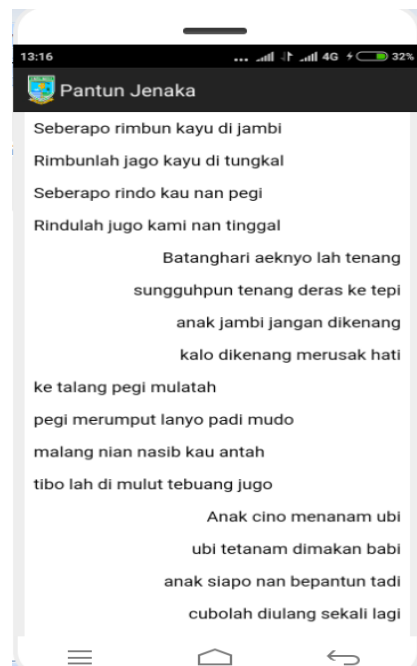 13:16 ... 4G 32%
Pantun Jenaka
Seberapo rimbun kayu di jambi
Rimbunlah jago kayu di tungkal
Seberapo rindo kau nan pegi
Rindulah jugo kami nan tinggal
Batanghari aeknyo lah tenang
sungguhpun tenang deras ke tepi
anak jambi jangan dikenang
kalo dikenang merusak hati
ke talang pegi mulatah
pegi merumput lanyo padi mudo
malang nian nasib kau antah
tibo lah di mulut tebuang jugo
Anak cino menanam ubi
ubi tetanam dimakan babi
anak siapo nan bepantun tadi
cubolah diulang sekali lagi